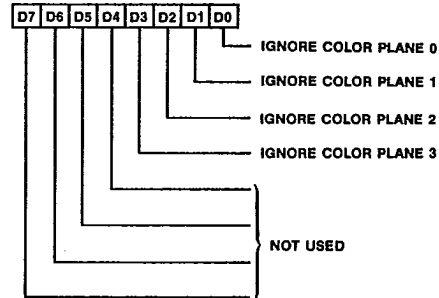 D7 D6 D5 D4 D3 D2 D1 D0
IGNORE COLOR PLANE 0
IGNORE COLOR PLANE 1
IGNORE COLOR PLANE 2
IGNORE COLOR PLANE 3
NOT USED